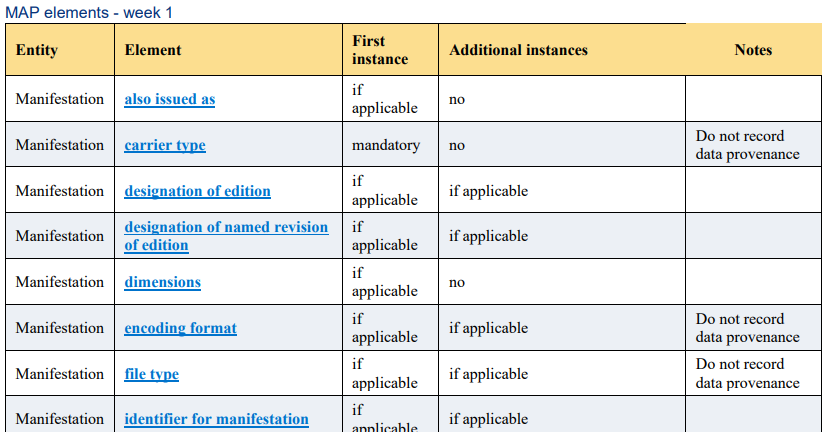 MAP elements - week 1
Entity Element First instance Additional instances Notes
Manifestation also issued as if applicable no
Manifestation carrier type mandatory no Do not record data provenance
Manifestation designation of edition if applicable if applicable
Manifestation designation of named revision of edition if applicable if applicable
Manifestation dimensions if applicable no
Manifestation encoding format if applicable if applicable Do not record data provenance
Manifestation file type if applicable if applicable Do not record data provenance
Manifestation identifier for manifestation if applicable if applicable